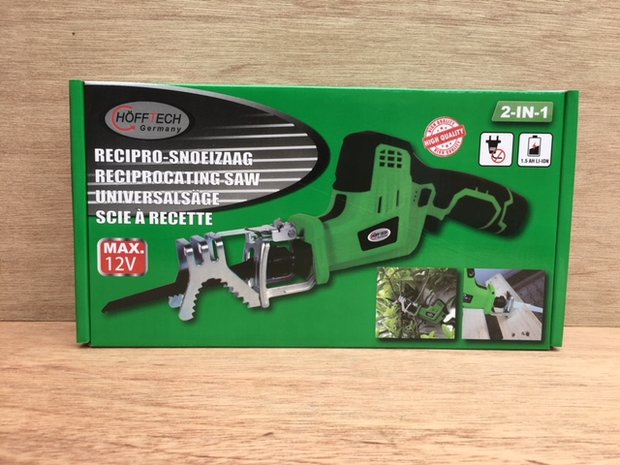 HÖFFTECH
Germany
2-IN-1
RECIPRO-SNOEIZAAG
RECIPROCATING SAW
UNIVERSALSÄGE
SCIE À RECETTE
MAX.
12V
HIGH QUALITY
1.5 AH LI-ION